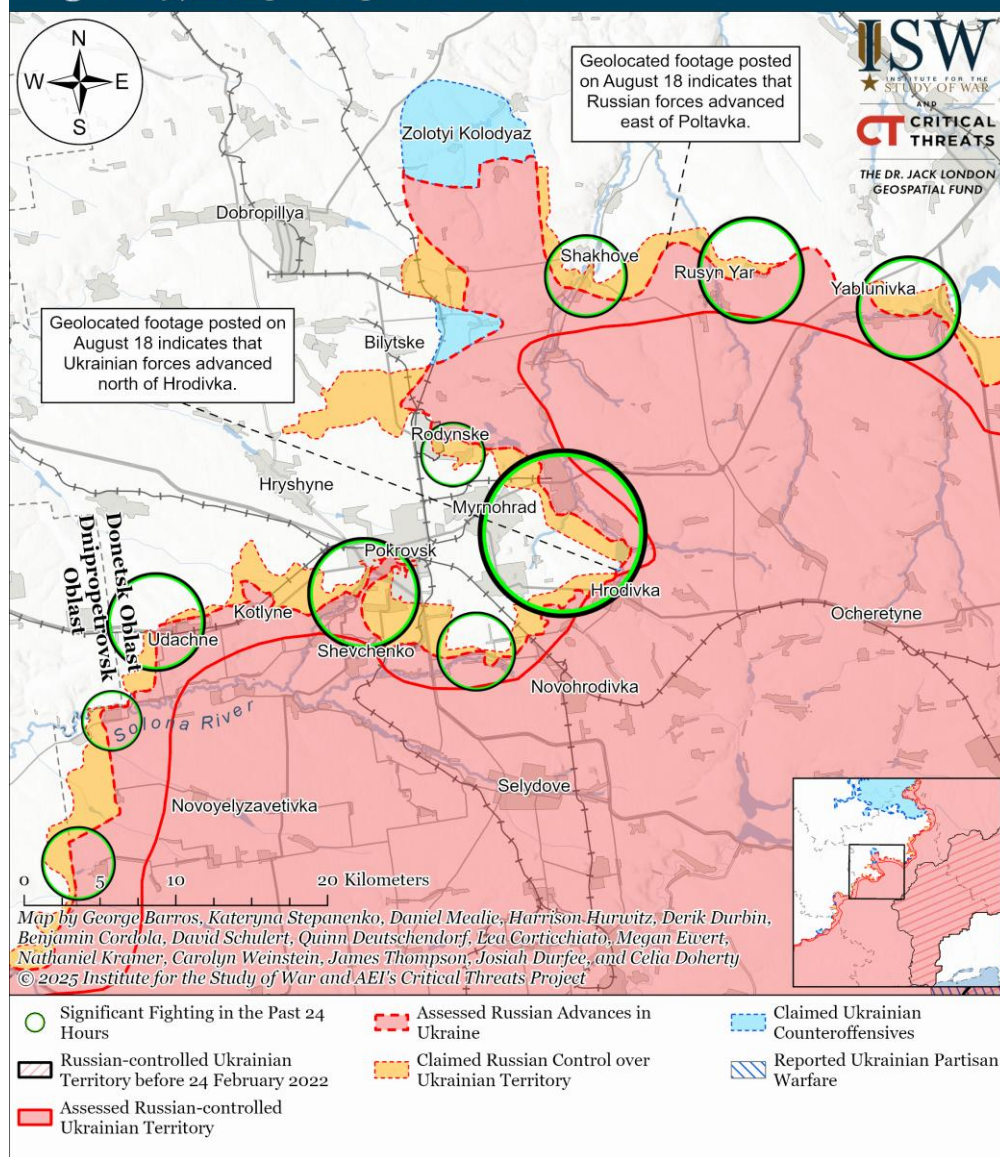 N
W E
S
ISW
INSTITUTE FOR THE
STUDY OF WAR
AND
CT CRITICAL
THREATS
THE DR. JACK LONDON
GEOSPATIAL FUND
Geolocated footage posted
on August 18 indicates that
Russian forces advanced
east of Poltavka.
Zolotyi Kolodyaz
Dobropillya
Shakhove
Rusyn Yar
Yablunivka
Geolocated footage posted on
August 18 indicates that
Ukrainian forces advanced
north of Hrodivka.
Bilytske
Rodynske
Hryshyne
Myrnohrad
Pokrovsk
Hrodivka
Donetsk Oblast
Dnipropetrovsk
Oblast
Kotlyne
Udachne
Shevchenko
Ocheretyne
Novohrodivka
Solona River
Selydove
Novoyelyzavetivka
0 5 10 20 Kilometers
Map by George Barros, Kateryna Stepanenko, Daniel Mealie, Harrison Hurwitz, Derik Durbin,
Benjamin Cordola, David Schulert, Quinn Deutschendorf, Lea Corticchiato, Megan Ewert,
Nathaniel Kramer, Carolyn Weinstein, James Thompson, Josiah Durfee, and Celia Doherty
© 2025 Institute for the Study of War and AEI's Critical Threats Project
Significant Fighting in the Past 24
Hours
Russian-controlled Ukrainian
Territory before 24 February 2022
Assessed Russian-controlled
Ukrainian Territory
Assessed Russian Advances in
Ukraine
Claimed Russian Control over
Ukrainian Territory
Claimed Ukrainian
Counteroffensives
Reported Ukrainian Partisan
Warfare